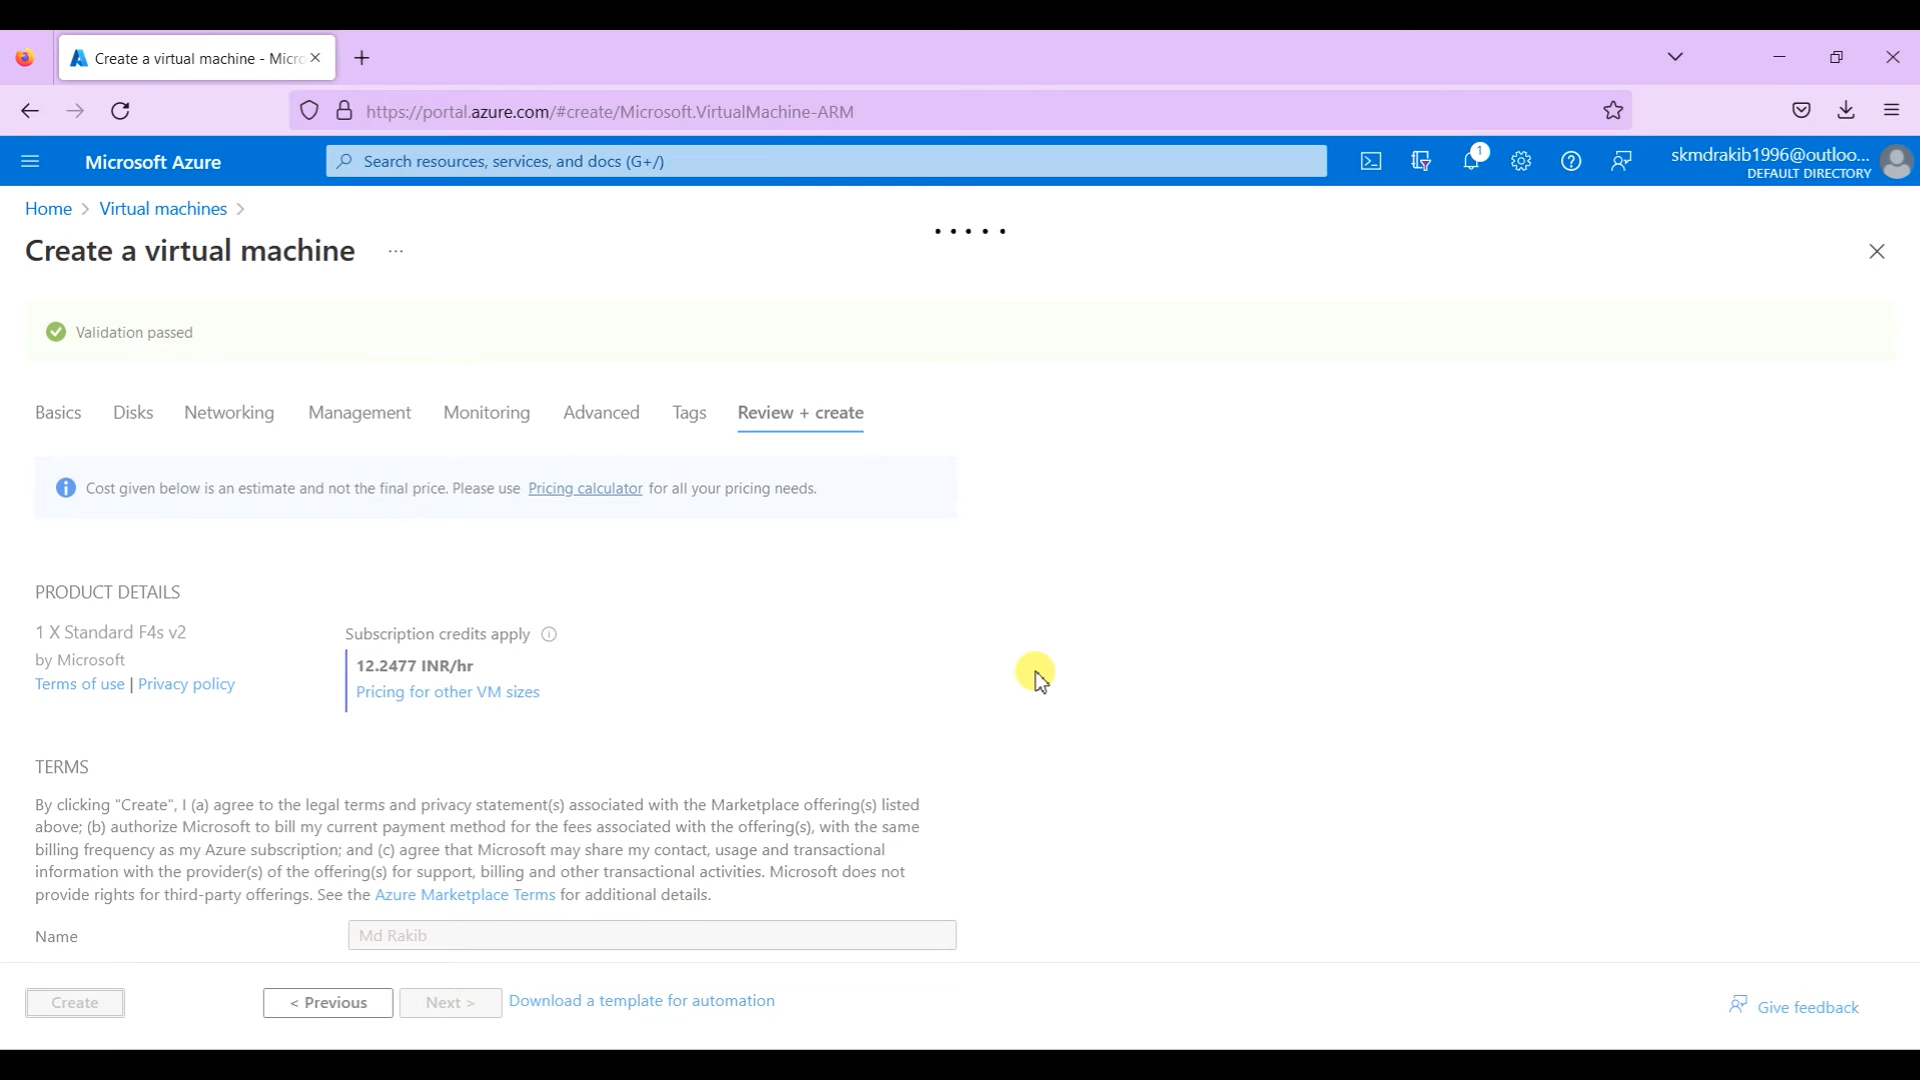 Create a virtual machine - Micro
https://portal.azure.com/#create/Microsoft.VirtualMachine-ARM
Microsoft Azure
Search resources, services, and docs (G+/)
1
skmdrakib1996@outloo...
DEFAULT DIRECTORY
Home > Virtual machines >
Create a virtual machine ...
Validation passed
Basics Disks Networking Management Monitoring Advanced Tags Review + create
Cost given below is an estimate and not the final price. Please use Pricing calculator for all your pricing needs.
PRODUCT DETAILS
1 X Standard F4s v2
by Microsoft
Terms of use | Privacy policy
Subscription credits apply
12.2477 INR/hr
Pricing for other VM sizes
TERMS
By clicking "Create", I (a) agree to the legal terms and privacy statement(s) associated with the Marketplace offering(s) listed
above; (b) authorize Microsoft to bill my current payment method for the fees associated with the offering(s), with the same
billing frequency as my Azure subscription; and (c) agree that Microsoft may share my contact, usage and transactional
information with the provider(s) of the offering(s) for support, billing and other transactional activities. Microsoft does not
provide rights for third-party offerings. See the Azure Marketplace Terms for additional details.
Name Md Rakib
Create < Previous Next > Download a template for automation
Give feedback